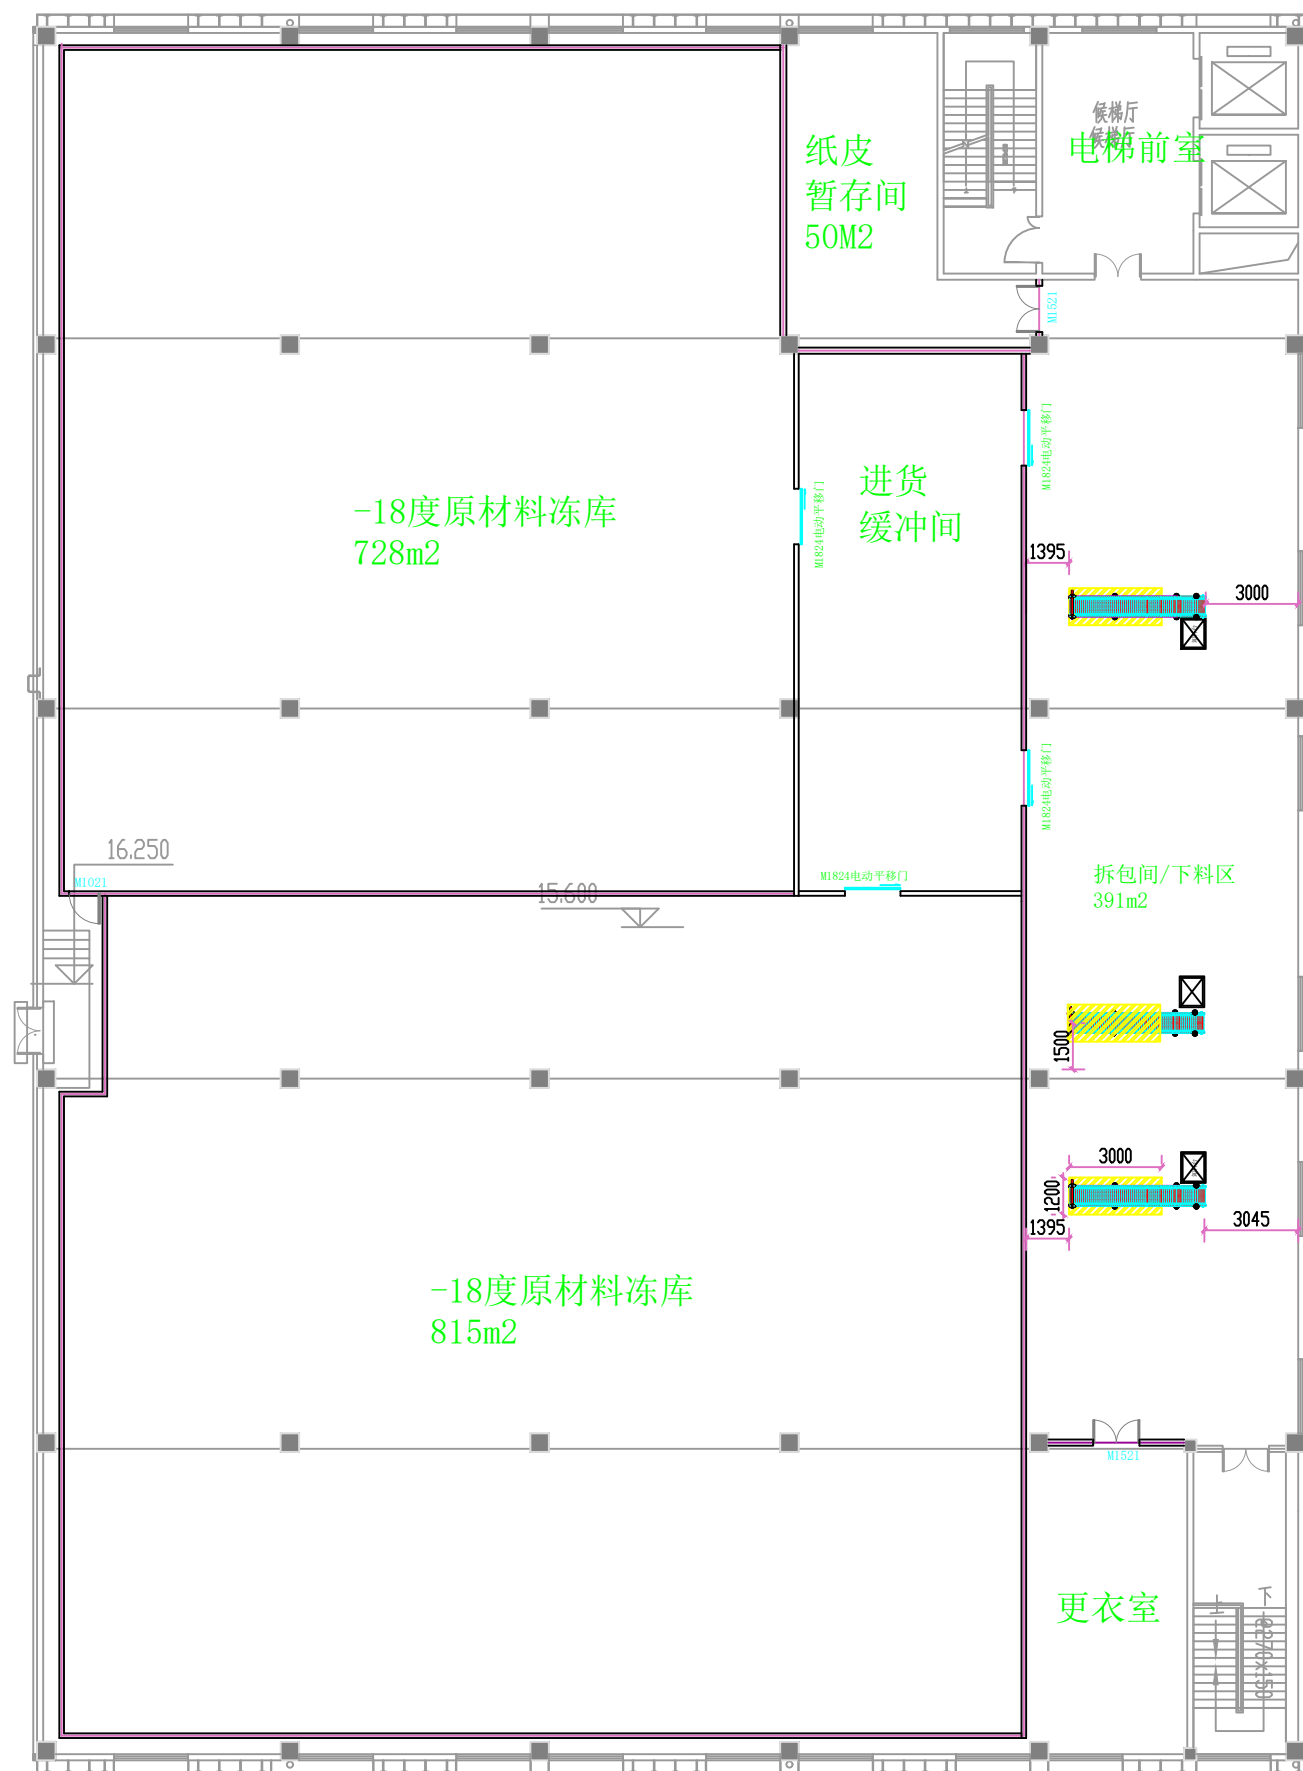 候梯厅
候梯厅
电梯前室
纸皮
暂存间
50M2
M1521
M1824电动平移门
进货
缓冲间
-18度原材料冻库
728m2
M1824电动平移门
1395
3000
M1824电动平移门
16.250
M1021
15.600
M1824电动平移门
拆包间/下料区
391m2
1500
3000
1200
1395
3045
-18度原材料冻库
815m2
M1521
更衣室
上
下